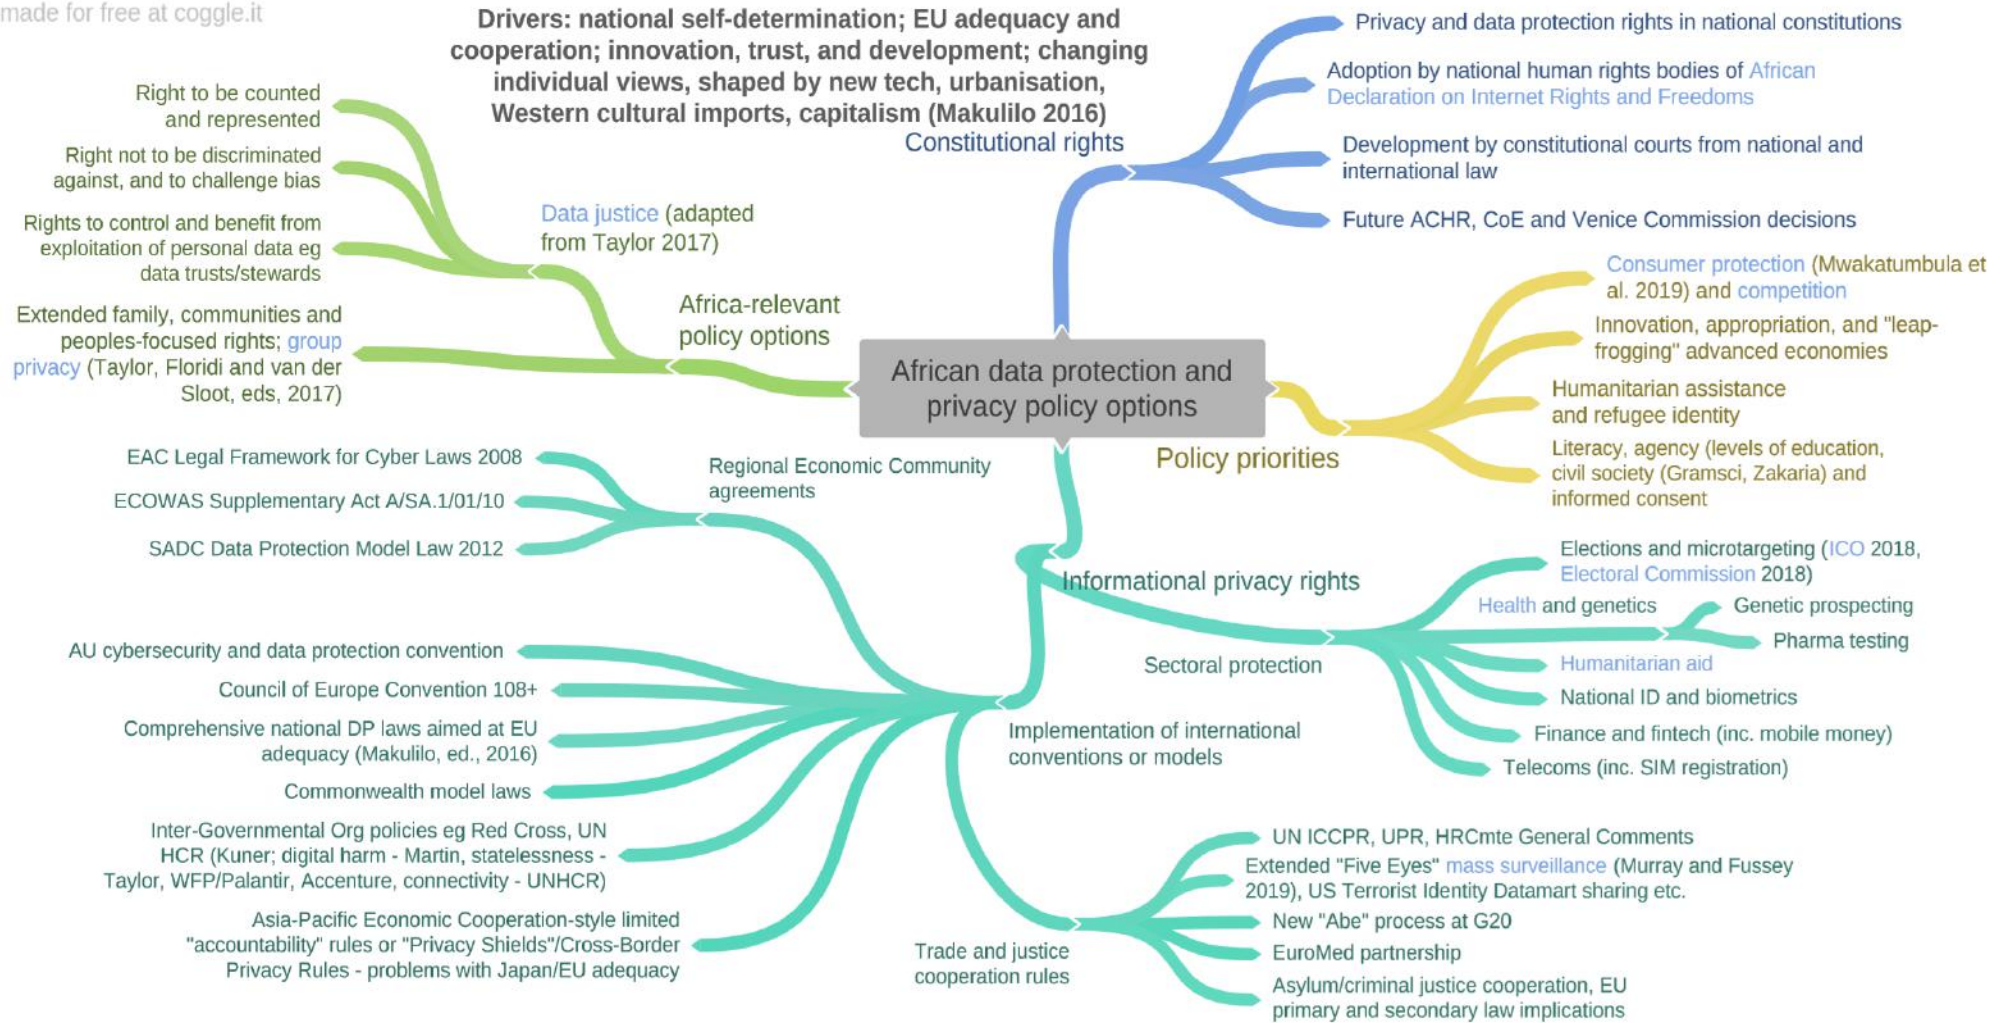 made for free at coggle.it
Drivers: national self-determination; EU adequacy and
cooperation; innovation, trust, and development; changing
individual views, shaped by new tech, urbanisation,
Western cultural imports, capitalism (Makulilo 2016)
African data protection and
privacy policy options
Constitutional rights
Privacy and data protection rights in national constitutions
Adoption by national human rights bodies of African
Declaration on Internet Rights and Freedoms
Development by constitutional courts from national and
international law
Future ACHR, CoE and Venice Commission decisions
Policy priorities
Consumer protection (Mwakatumbula et
al. 2019) and competition
Innovation, appropriation, and "leap-
frogging" advanced economies
Humanitarian assistance
and refugee identity
Literacy, agency (levels of education,
civil society (Gramsci, Zakaria) and
informed consent
Africa-relevant
policy options
Data justice (adapted
from Taylor 2017)
Right to be counted
and represented
Right not to be discriminated
against, and to challenge bias
Rights to control and benefit from
exploitation of personal data eg
data trusts/stewards
Extended family, communities and
peoples-focused rights; group
privacy (Taylor, Floridi and van der
Sloot, eds, 2017)
Informational privacy rights
Sectoral protection
Elections and microtargeting (ICO 2018,
Electoral Commission 2018)
Health and genetics
Genetic prospecting
Pharma testing
Humanitarian aid
National ID and biometrics
Finance and fintech (inc. mobile money)
Telecoms (inc. SIM registration)
Implementation of international
conventions or models
Regional Economic Community
agreements
EAC Legal Framework for Cyber Laws 2008
ECOWAS Supplementary Act A/SA.1/01/10
SADC Data Protection Model Law 2012
AU cybersecurity and data protection convention
Council of Europe Convention 108+
Comprehensive national DP laws aimed at EU
adequacy (Makulilo, ed., 2016)
Commonwealth model laws
Inter-Governmental Org policies eg Red Cross, UN
HCR (Kuner; digital harm - Martin, statelessness -
Taylor, WFP/Palantir, Accenture, connectivity - UNHCR)
Asia-Pacific Economic Cooperation-style limited
"accountability" rules or "Privacy Shields"/Cross-Border
Privacy Rules - problems with Japan/EU adequacy
Trade and justice
cooperation rules
UN ICCPR, UPR, HRCmte General Comments
Extended "Five Eyes" mass surveillance (Murray and Fussey
2019), US Terrorist Identity Datamart sharing etc.
New "Abe" process at G20
EuroMed partnership
Asylum/criminal justice cooperation, EU
primary and secondary law implications